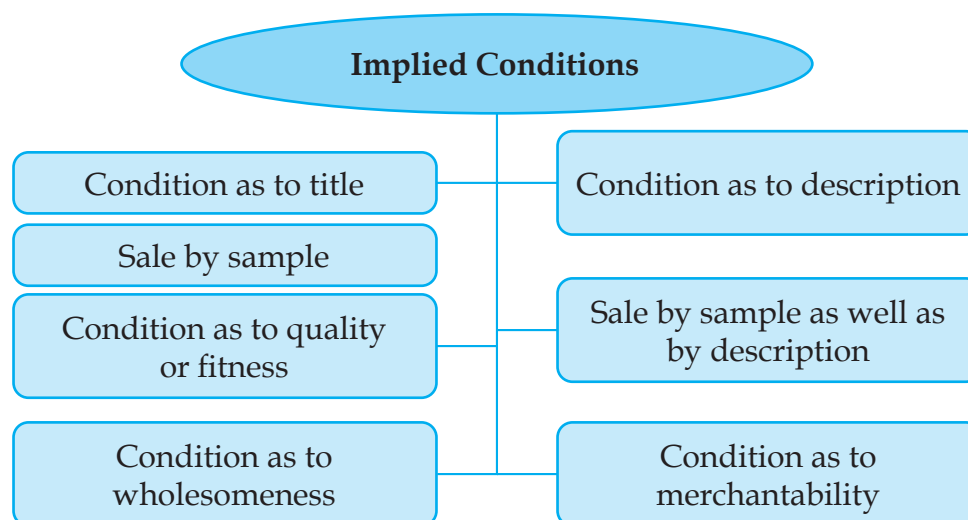 Implied Conditions
Condition as to title
Condition as to description
Sale by sample
Condition as to quality
or fitness
Sale by sample as well as
by description
Condition as to
wholesomeness
Condition as to
merchantability